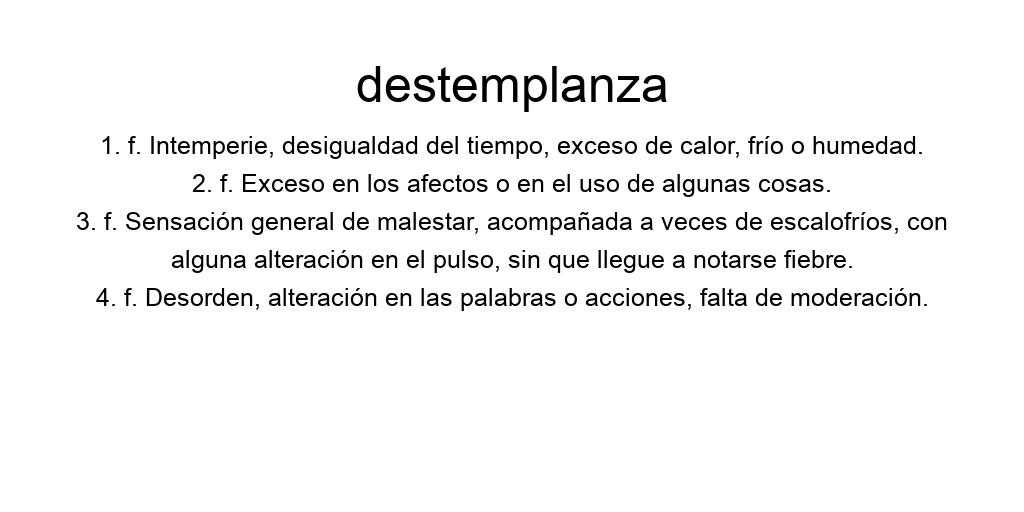 destemplanza
1. f. Intemperie, desigualdad del tiempo, exceso de calor, frío o humedad.
2. f. Exceso en los afectos o en el uso de algunas cosas.
3. f. Sensación general de malestar, acompañada a veces de escalofríos, con
alguna alteración en el pulso, sin que llegue a notarse fiebre.
4. f. Desorden, alteración en las palabras o acciones, falta de moderación.